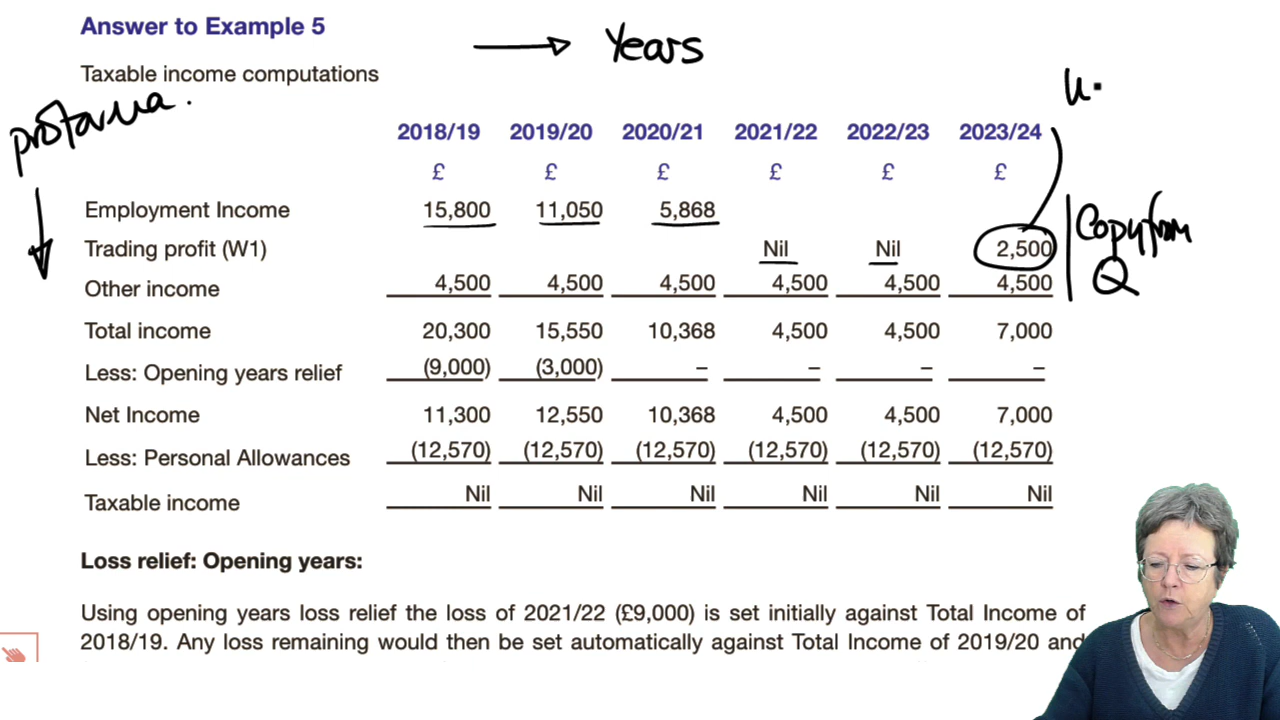 Answer to Example 5
Years
Taxable income computations
proforma.
2018/19 2019/20 2020/21 2021/22 2022/23 2023/24
£ £ £ £ £ £
Employment Income 15,800 11,050 5,868
Trading profit (W1) Nil Nil 2,500
Copy from
Q
Other income 4,500 4,500 4,500 4,500 4,500 4,500
Total income 20,300 15,550 10,368 4,500 4,500 7,000
Less: Opening years relief (9,000) (3,000) – – – –
Net Income 11,300 12,550 10,368 4,500 4,500 7,000
Less: Personal Allowances (12,570) (12,570) (12,570) (12,570) (12,570) (12,570)
Taxable income Nil Nil Nil Nil Nil Nil
Loss relief: Opening years:
Using opening years loss relief the loss of 2021/22 (£9,000) is set initially against Total Income of
2018/19. Any loss remaining would then be set automatically against Total Income of 2019/20 and